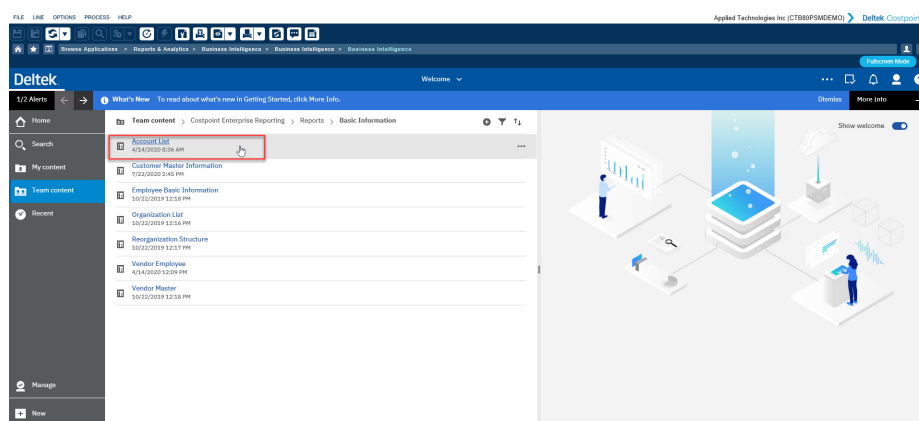 FILE LINE OPTIONS PROCESS HELP
Applied Technologies Inc (CTB80PSMDEMO) Deltek Costpoin
Browse Applications > Reports & Analytics > Business Intelligence > Business Intelligence > Business Intelligence
Fullscreen Mode
Deltek.
Welcome
1/2 Alerts
What's New To read about what's new in Getting Started, click More Info.
Dismiss More Info
Home
Team content > Costpoint Enterprise Reporting > Reports > Basic Information
Show welcome
Search
Account List
4/14/2020 8:36 AM
My content
Customer Master Information
7/22/2020 2:45 PM
Team content
Employee Basic Information
10/22/2019 12:18 PM
Recent
Organization List
10/22/2019 12:16 PM
Reorganization Structure
10/22/2019 12:17 PM
Vendor Employee
4/14/2020 12:09 PM
Vendor Master
10/22/2019 12:18 PM
Manage
New